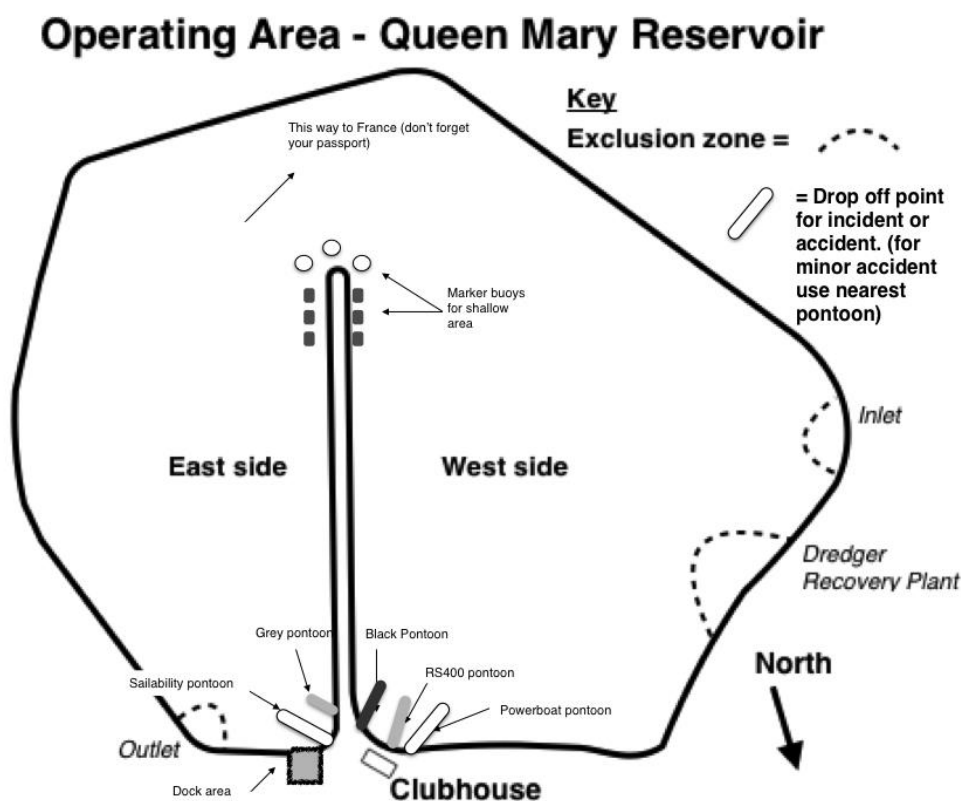 Operating Area - Queen Mary Reservoir
Key
Exclusion zone =
This way to France (don't forget
your passport)
= Drop off point
for incident or
accident. (for
minor accident
use nearest
pontoon)
Marker buoys
for shallow
area
Inlet
East side
West side
Dredger
Recovery Plant
Grey pontoon
Black Pontoon
North
RS400 pontoon
Sailability pontoon
Powerboat pontoon
Outlet
Dock area
Clubhouse